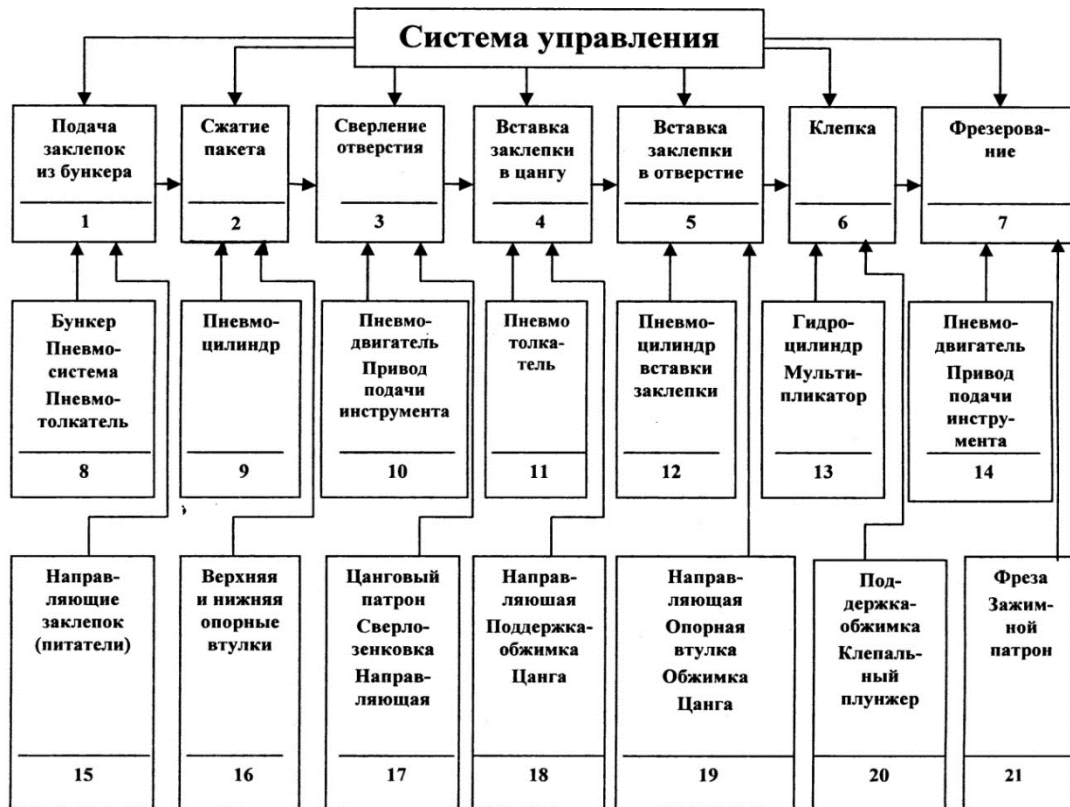 Система управления
Подача
заклепок
из бункера
1
Сжатие
пакета
2
Сверление
отверстия
3
Вставка
заклепки
в цангу
4
Вставка
заклепки
в отверстие
5
Клепка
6
Фрезерова-
ние
7
Бункер
Пневмо-
система
Пневмо-
толкатель
8
Пневмо-
цилиндр
9
Пневмо-
двигатель
Привод
подачи
инструмента
10
Пневмо
толка-
тель
11
Пневмо-
цилиндр
вставки
заклепки
12
Гидро-
цилиндр
Мульти-
пликатор
13
Пневмо-
двигатель
Привод
подачи
инстру-
мента
14
Направ-
ляющие
заклепок
(питатели)
15
Верхняя
и нижняя
опорные
втулки
16
Цанговый
патрон
Сверло-
зенковка
Направ-
ляющая
17
Направ-
ляюшая
Поддержка-
обжимка
Цанга
18
Направ-
ляющая
Опорная
втулка
Обжимка
Цанга
19
Под-
держка-
обжимка
Клепаль-
ный
плунжер
20
Фреза
Зажим-
ной
патрон
21